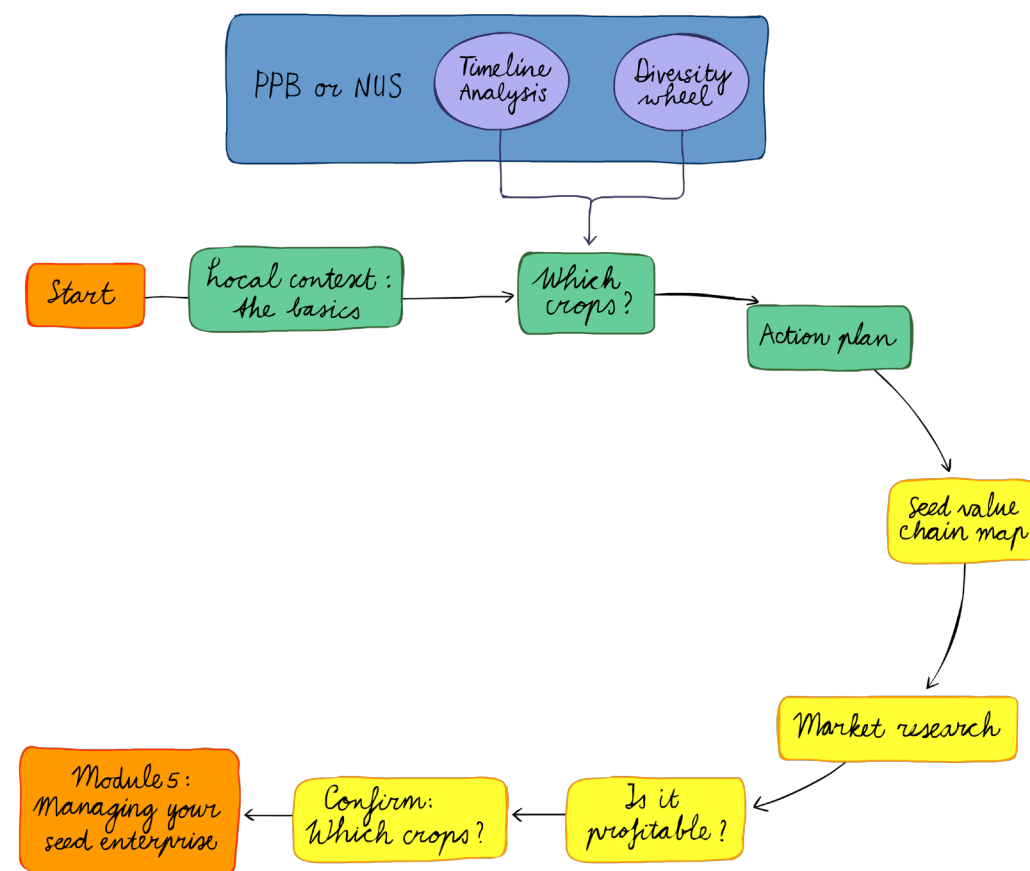 PPB or NUS
Timeline
Analysis
Diversity
wheel
Start
Local context:
the basics
Which
crops?
Action plan
Seed value
chain map
Market research
Is it
profitable?
Confirm:
Which crops?
Module 5:
Managing your
seed enterprise